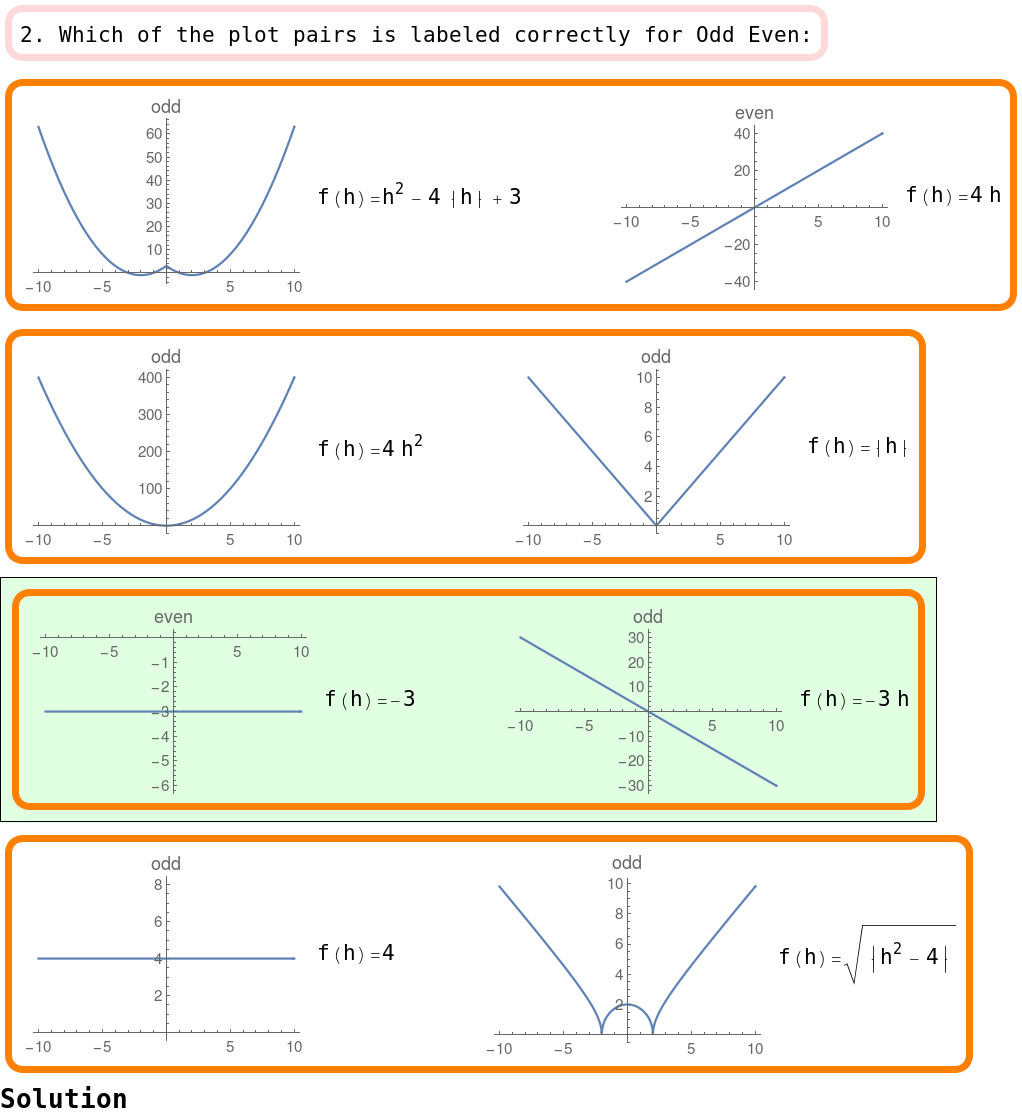 2. Which of the plot pairs is labeled correctly for Odd Even:
odd
60
50
40
30
20
10
−10 −5 5 10
f(h)=h² − 4 |h| + 3
even
40
20
−10 −5 5 10
−20
−40
f(h)=4 h
odd
400
300
200
100
−10 −5 5 10
f(h)=4 h²
odd
10
8
6
4
2
−10 −5 5 10
f(h)=|h|
even
−10 −5 5 10
−1
−2
−3
−4
−5
−6
f(h)=−3
odd
30
20
10
−10 −5 5 10
−10
−20
−30
f(h)=−3 h
odd
8
6
4
2
−10 −5 5 10
f(h)=4
odd
10
8
6
4
2
−10 −5 5 10
f(h)=√|h² − 4|
Solution